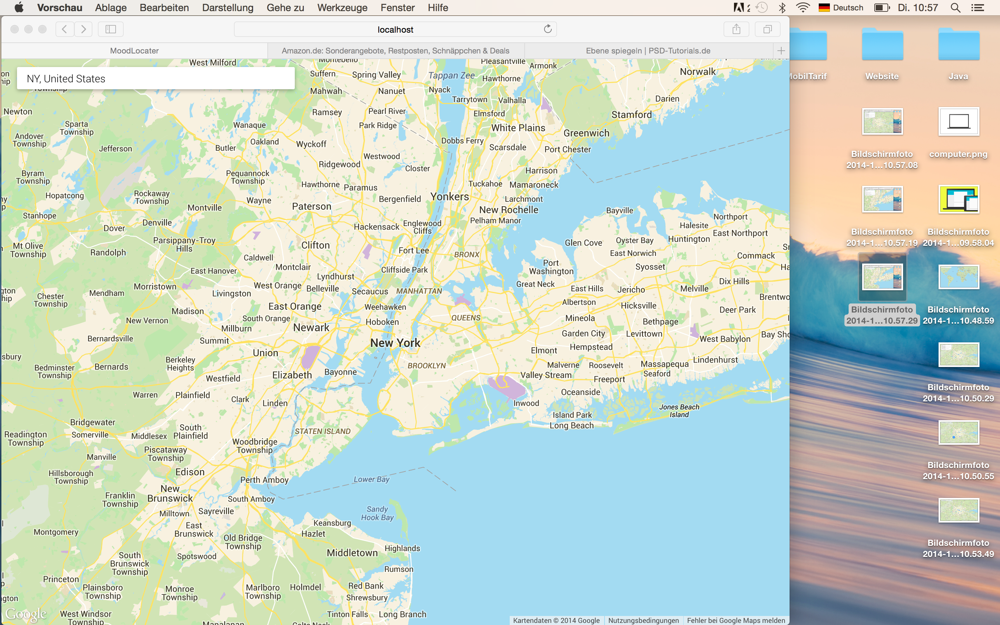 Vorschau Ablage Bearbeiten Darstellung Gehe zu Werkzeuge Fenster Hilfe
2 Deutsch Di. 10:57
localhost
MoodLocater
Amazon.de: Sonderangebote, Restposten, Schnäppchen & Deals
Ebene spiegeln | PSD-Tutorials.de
NY, United States
West Milford
Montebello
Pleasantville
Armonk
Norwalk
Suffern
Spring Valley
Tappan Zee
Hawthorne
Township
Mahwah
Nanuet
Nyack
Tarrytown
Valhalla
Darien
Newton
Ramsey
Pearl River
Elmsford
Stamford
Sparta
Township
Wanaque
Park Ridge
White Plains
Greenwich
Andover
Township
Jefferson
Butler
Oakland
Wyckoff
Dobbs Ferry
Scarsdale
Port Chester
Westwood
Ridgewood
Closter
Harrison
Byram
Township
Pequannock
Township
Hawthorne
Paramus
Tuckahoe
Mamaroneck
Hopatcong
Rockaway
Township
Wayne
Paterson
Bergenfield
Yonkers
Larchmont
Montville
New Rochelle
Bayville
Stanhope
Pelham Manor
Northport
Dover
Denville
Hackensack
Englewood
Cliffs
Halesite
East Northport
Parsippany-Troy
Hills
Clifton
Glen Cove
Oyster Bay
Huntington
Mt Olive
Township
Randolph
Fort Lee
BRONX
East Norwich
Commack
Caldwell
Montclair
Cliffside Park
Port
Washington
Syosset
East Hanover
Lyndhurst
Morristown
West Orange
Belleville
Secaucus
MANHATTAN
Great Neck
East Hills
Jericho
Melville
Dix Hills
Chester
Township
Mendham
Livingston
Brentwo
East Orange
Weehawken
Albertson
Hicksville
Deer Park
Madison
South Orange
Hoboken
QUEENS
Mineola
Bethpage
New Vernon
Millburn
Newark
Garden City
Levittown
Bay Sho
Bernardsville
Summit
New York
Hempstead
West Babylon
Elmont
sbury
Union
Berkeley
Heights
Malverne
Roosevelt
Massapequa
Lindenhurst
Bedminster
Township
Bernards
BROOKLYN
Westfield
Elizabeth
Bayonne
Valley Stream
Freeport
Seaford
Warren
Plainfield
Clark
Linden
Oceanside
Inwood
Jones Beach
Island
Island Park
Long Beach
Bridgewater
South
Plainfield
STATEN ISLAND
Readington
Township
Somerville
Middlesex
Woodbridge
Township
Piscataway
Township
Manville
Hillsborough
Township
Edison
Perth Amboy
Lower Bay
New
Brunswick
Franklin
Township
South Amboy
Milltown
Sayreville
Sandy
Hook Bay
Keansburg
Montgomery
East
Brunswick
Hazlet
Old Bridge
Township
Middletown
Highlands
South
Brunswick
Township
Spotswood
Rumson
Princeton
Plainsboro
Township
Monroe
Township
Marlboro
Township
Holmdel
Red Bank
Shrewsbury
West Windsor
Township
Manalapan
Tinton Falls
Long Branch
Colts Neck
Google
Kartendaten © 2014 Google
Nutzungsbedingungen
Fehler bei Google Maps melden
MobilTarif
Website
Java
Bildschirmfoto
2014-1...10.57.08
computer.png
Bildschirmfoto
2014-1...10.57.19
Bildschirmfoto
2014-1...09.58.04
Bildschirmfoto
2014-1...10.57.29
Bildschirmfoto
2014-1...10.48.59
Bildschirmfoto
2014-1...10.50.29
Bildschirmfoto
2014-1...10.50.55
Bildschirmfoto
2014-1...10.53.49